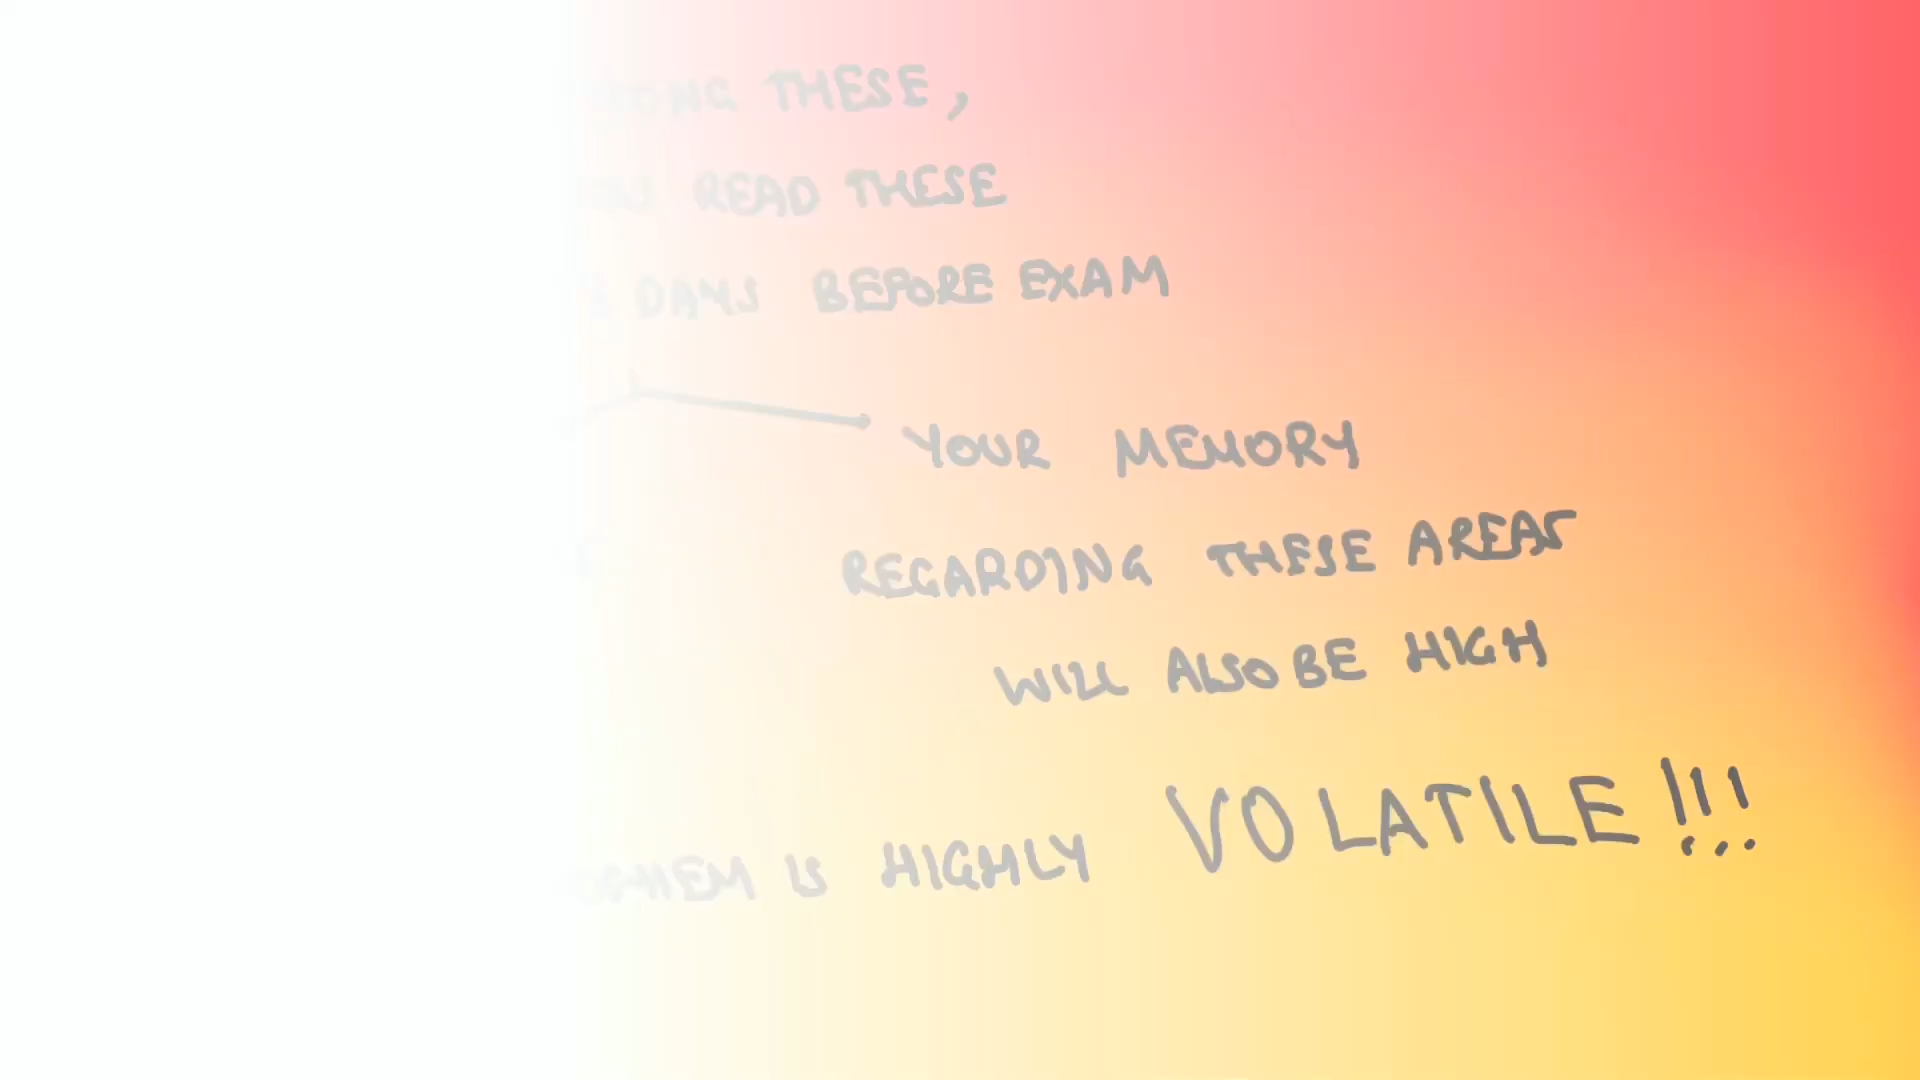 THESE,
READ THESE
DAYS BEFORE EXAM
YOUR MEMORY
REGARDING THESE AREAS
WILL ALSO BE HIGH
IS HIGHLY VOLATILE!!!